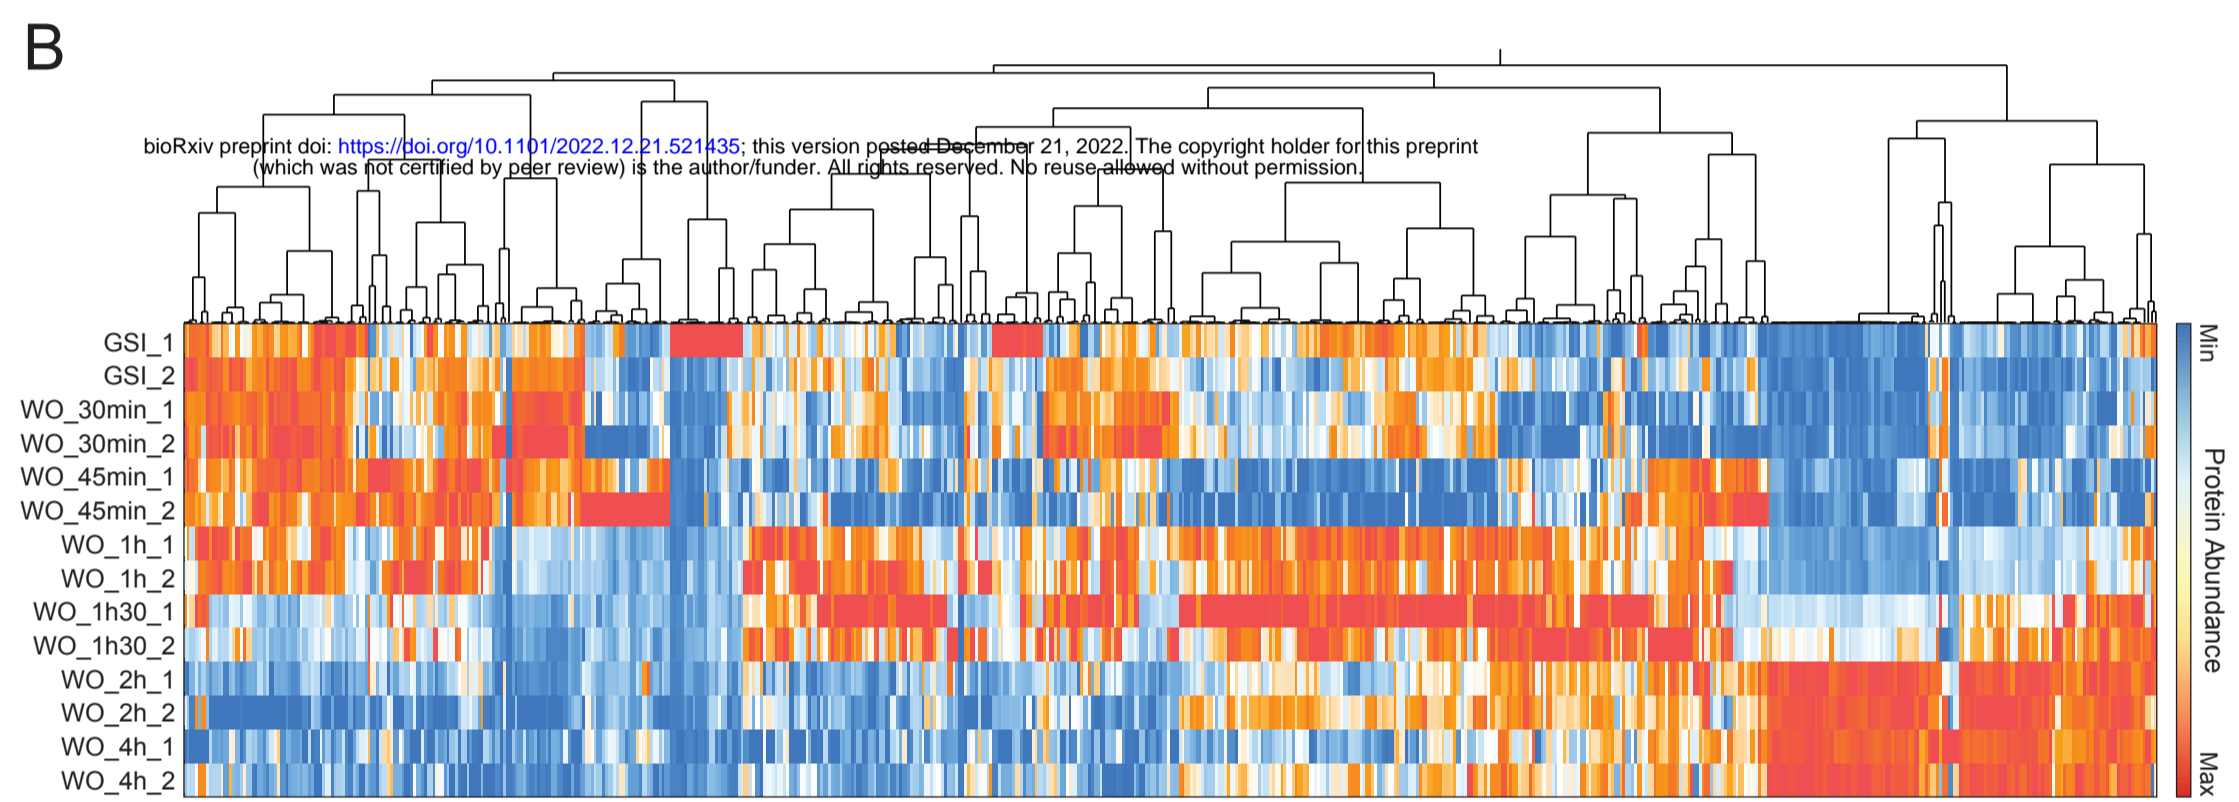 B
bioRxiv preprint doi: https://doi.org/10.1101/2022.12.21.521435; this version posted December 21, 2022. The copyright holder for this preprint
(which was not certified by peer review) is the author/funder. All rights reserved. No reuse allowed without permission.
GSI_1
GSI_2
WO_30min_1
WO_30min_2
WO_45min_1
WO_45min_2
WO_1h_1
WO_1h_2
WO_1h30_1
WO_1h30_2
WO_2h_1
WO_2h_2
WO_4h_1
WO_4h_2
Min
Protein Abundance
Max